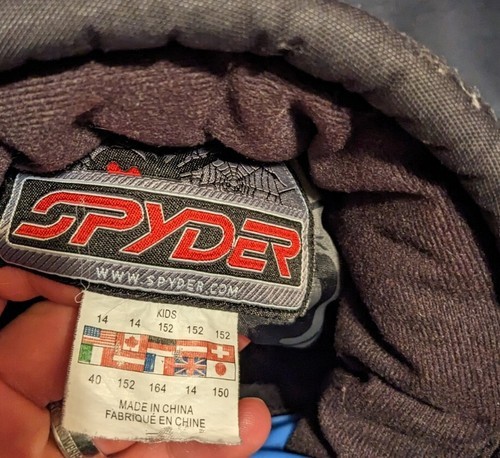 SPYDER
WWW.SPYDER.COM
KIDS
14 14 152 152 152
40 152 164 14 150
MADE IN CHINA
FABRIQUÉ EN CHINE